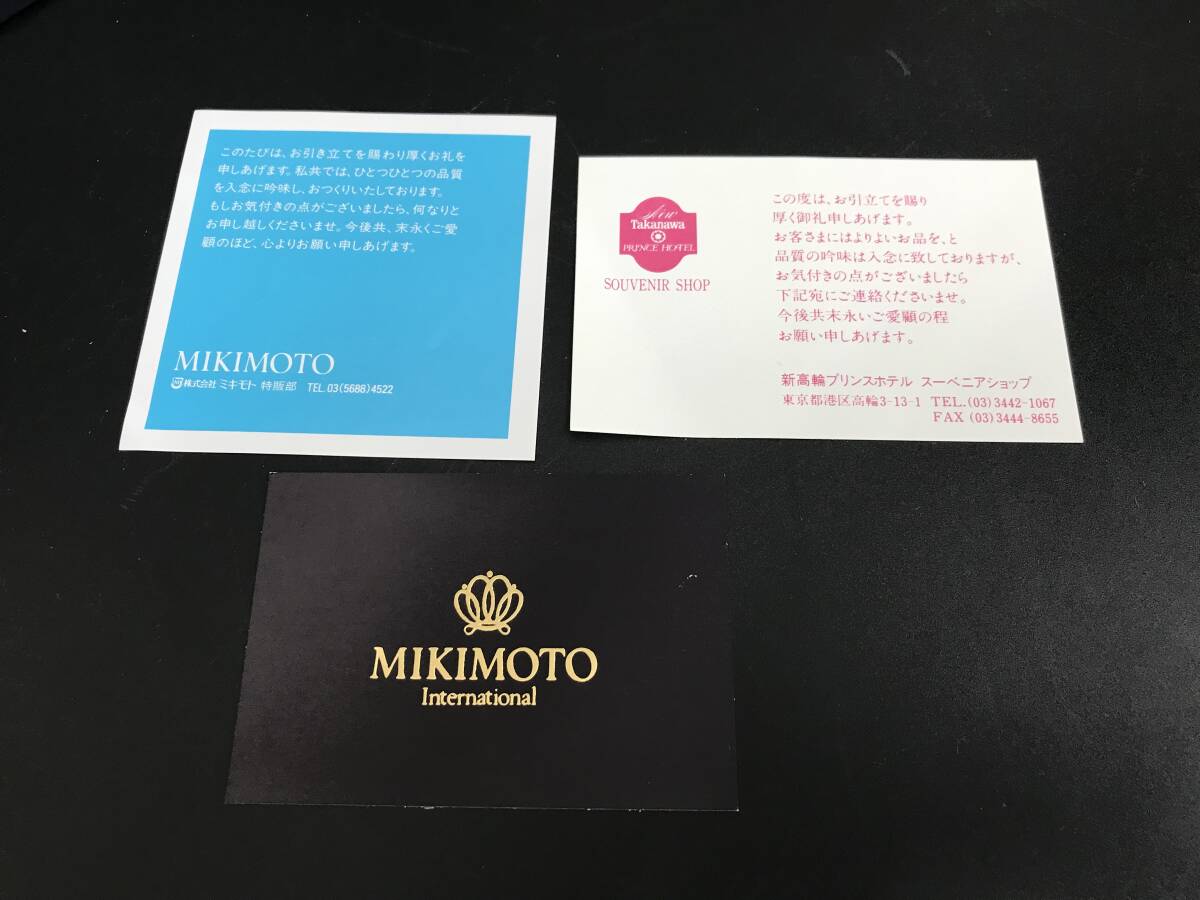 このたびは、お引き立てを賜わり厚くお礼を
申しあげます。私共では、ひとつひとつの品質
を入念に吟味し、おつくりいたしております。
もしお気付きの点がございましたら、何なりと
お申し越しくださいませ。今後共、末永くご愛
顧のほど、心よりお願い申しあげます。
MIKIMOTO
株式会社 ミキモト 特販部 TEL. 03(5688)4522
New
Takanawa
PRINCE HOTEL
SOUVENIR SHOP
この度は、お引立てを賜り
厚く御礼申しあげます。
お客さまにはよりよいお品を、と
品質の吟味は入念に致しておりますが、
お気付きの点がございましたら
下記宛にご連絡くださいませ。
今後共末永いご愛顧の程
お願い申しあげます。
新高輪プリンスホテル スーベニアショップ
東京都港区高輪3-13-1 TEL.(03)3442-1067
FAX (03)3444-8655
MIKIMOTO
International